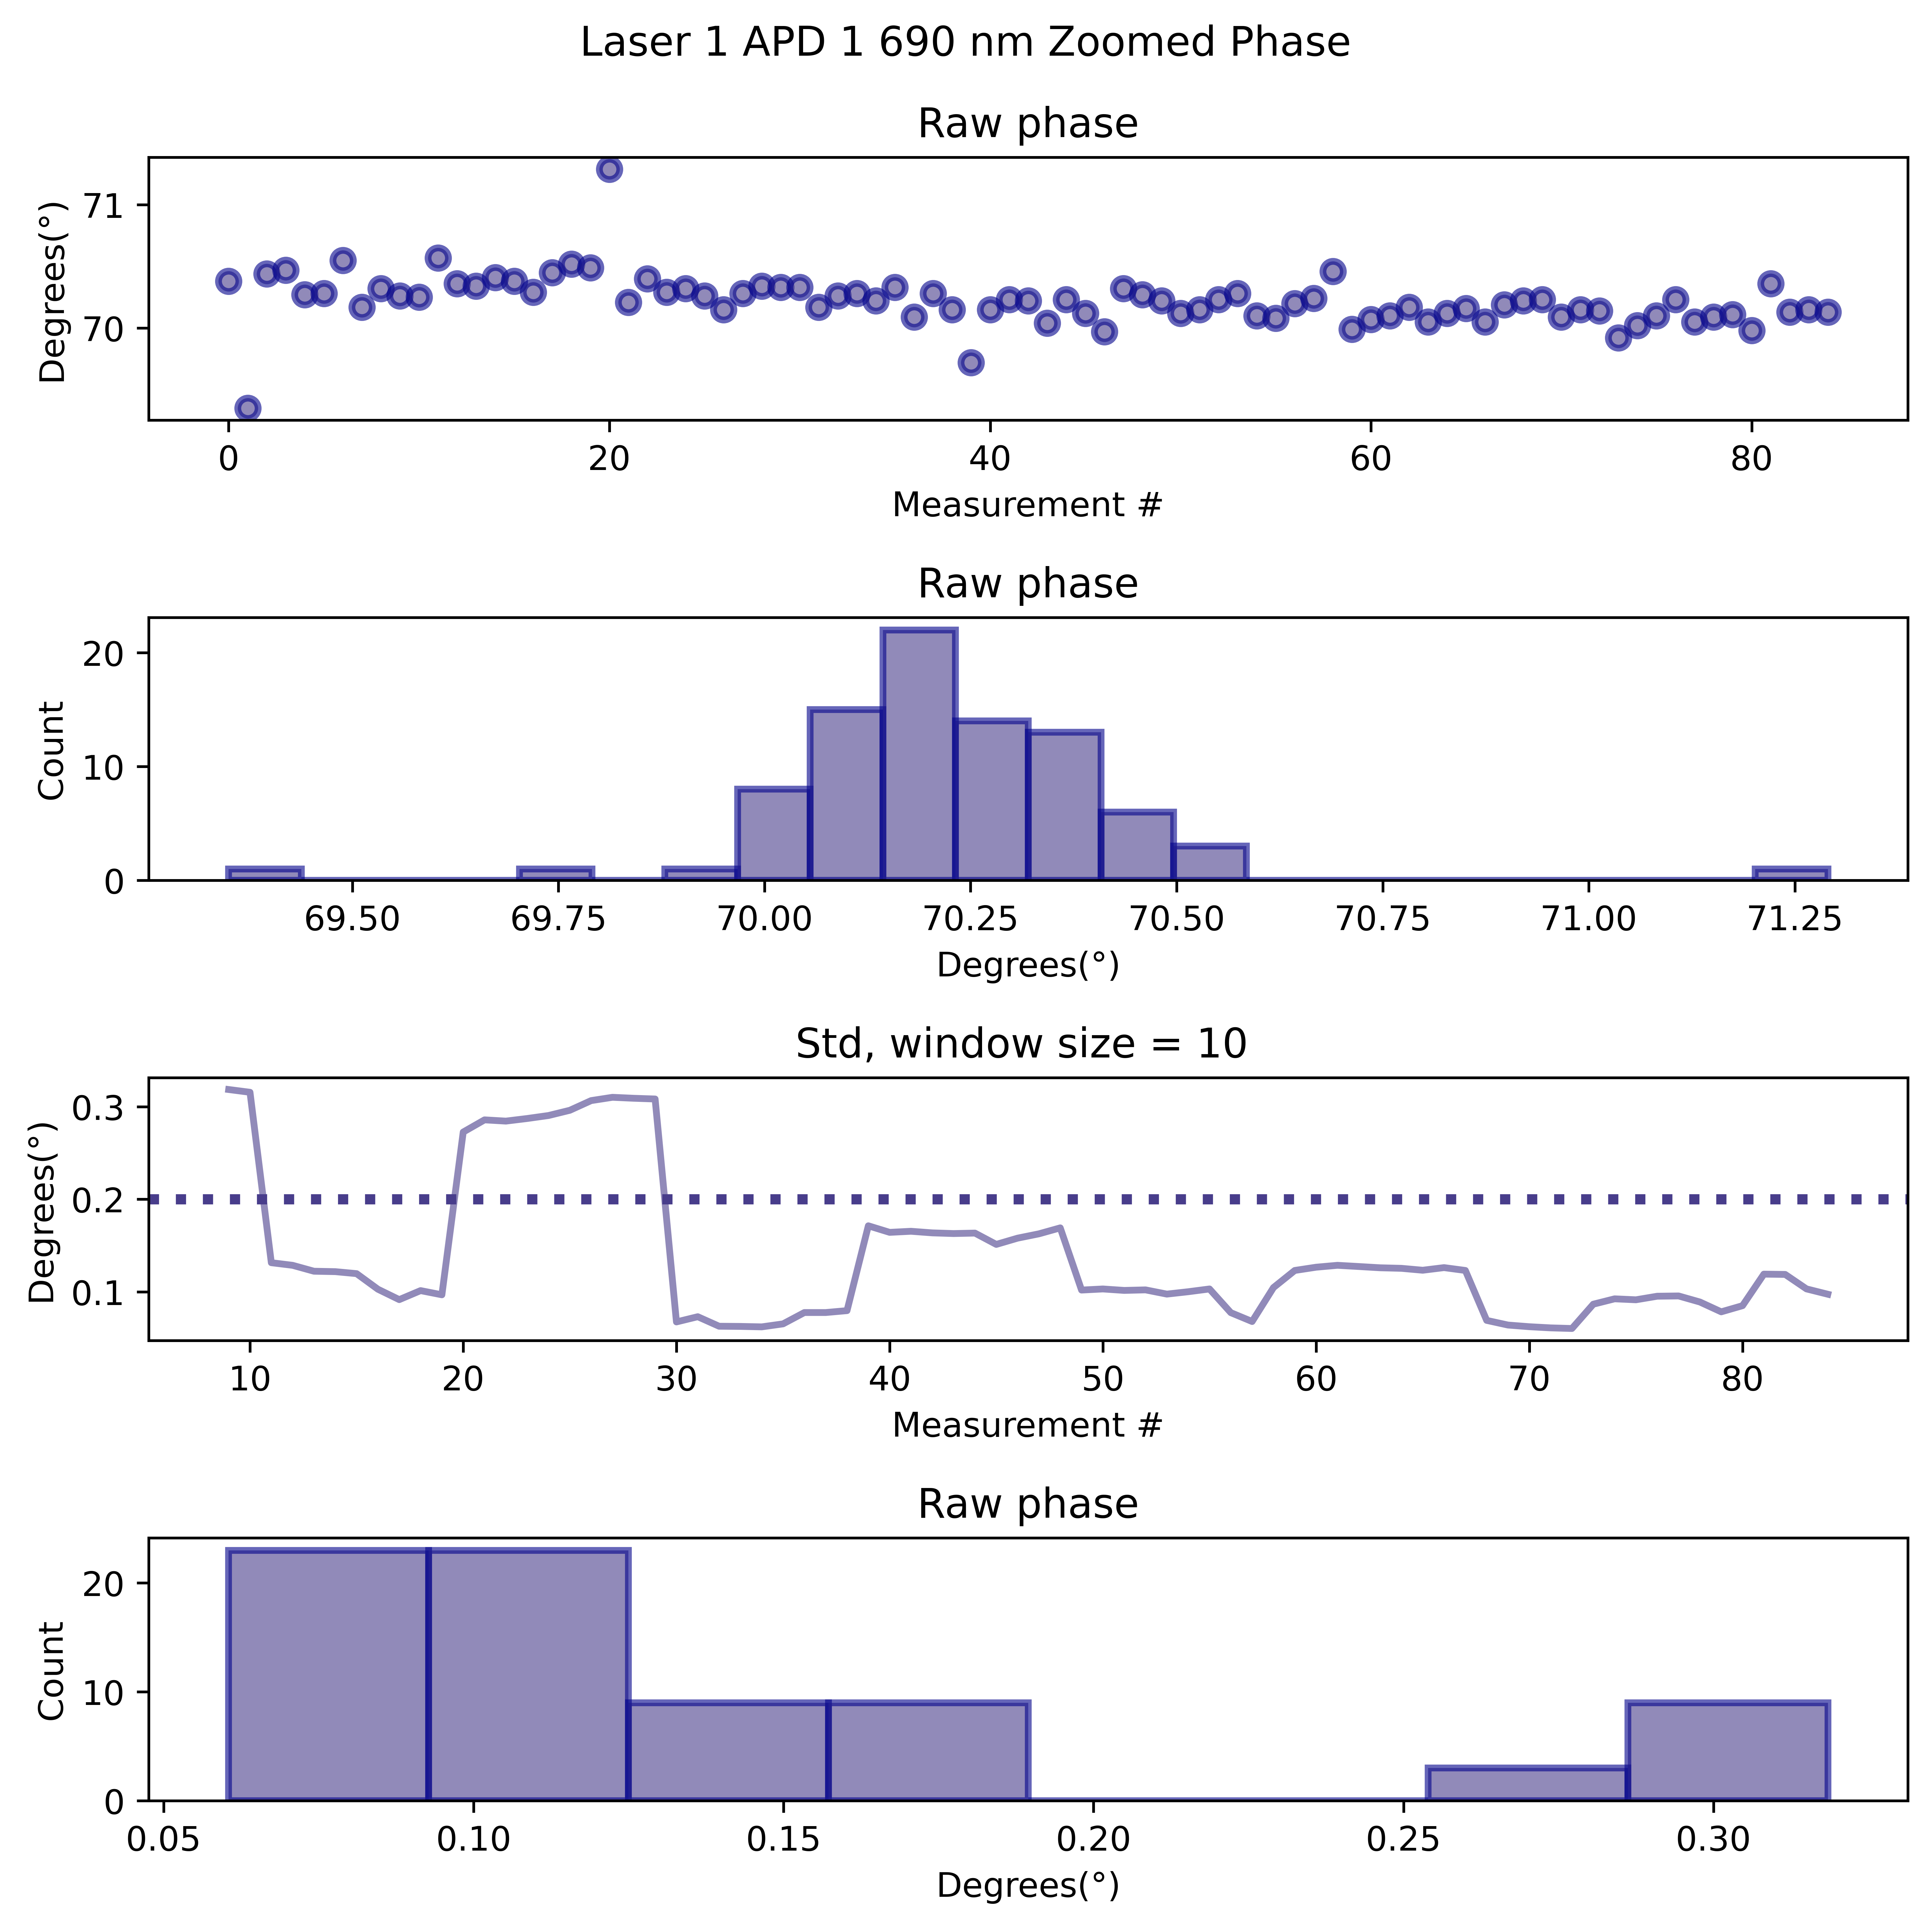 Laser 1 APD 1 690 nm Zoomed Phase
Raw phase
Degrees(°)
71
70
0 20 40 60 80
Measurement #
Raw phase
Count
20
10
0
69.50 69.75 70.00 70.25 70.50 70.75 71.00 71.25
Degrees(°)
Std, window size = 10
Degrees(°)
0.3
0.2
0.1
10 20 30 40 50 60 70 80
Measurement #
Raw phase
Count
20
10
0
0.05 0.10 0.15 0.20 0.25 0.30
Degrees(°)